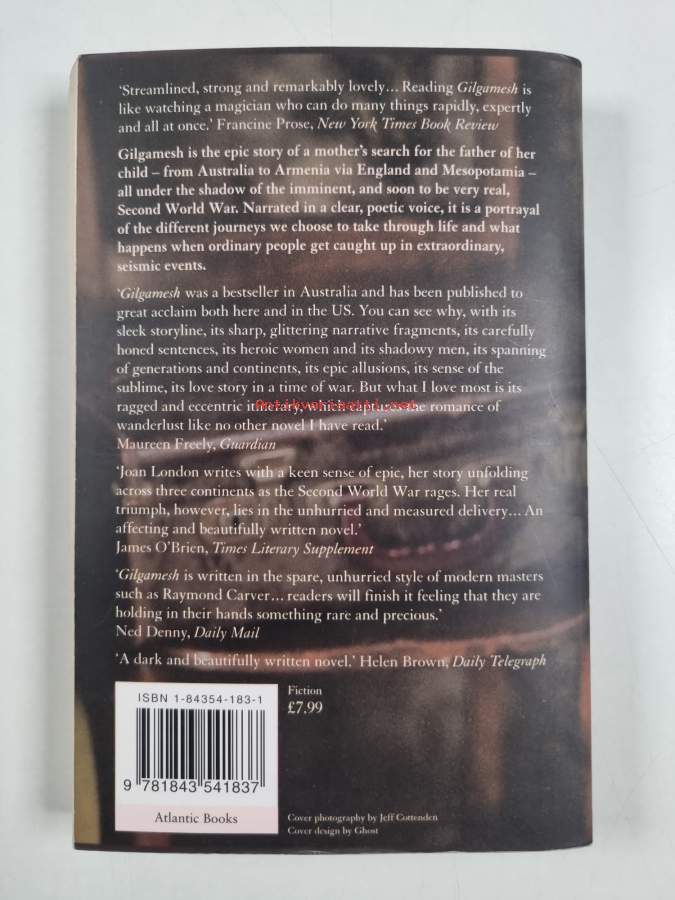 ‘Streamlined, strong and remarkably lovely… Reading Gilgamesh is
like watching a magician who can do many things rapidly, expertly
and all at once.’ Francine Prose, New York Times Book Review
Gilgamesh is the epic story of a mother’s search for the father of her
child – from Australia to Armenia via England and Mesopotamia –
all under the shadow of the imminent, and soon to be very real,
Second World War. Narrated in a clear, poetic voice, it is a portrayal
of the different journeys we choose to take through life and what
happens when ordinary people get caught up in extraordinary,
seismic events.
‘Gilgamesh was a bestseller in Australia and has been published to
great acclaim both here and in the US. You can see why, with its
sleek storyline, its sharp, glittering narrative fragments, its carefully
honed sentences, its heroic women and its shadowy men, its spanning
of generations and continents, its epic allusions, its sense of the
sublime, its love story in a time of war. But what I love most is its
ragged and eccentric itinerary, which captures the romance of
Antikvariaatti.net
wanderlust like no other novel I have read.’
Maureen Freely, Guardian
‘Joan London writes with a keen sense of epic, her story unfolding
across three continents as the Second World War rages. Her real
triumph, however, lies in the unhurried and measured delivery… An
affecting and beautifully written novel.’
James O’Brien, Times Literary Supplement
‘Gilgamesh is written in the spare, unhurried style of modern masters
such as Raymond Carver… readers will finish it feeling that they are
holding in their hands something rare and precious.’
Ned Denny, Daily Mail
‘A dark and beautifully written novel.’ Helen Brown, Daily Telegraph
ISBN 1-84354-183-1
9 781843 541837
Atlantic Books
Fiction
£7.99
Cover photography by Jeff Cottenden
Cover design by Ghost